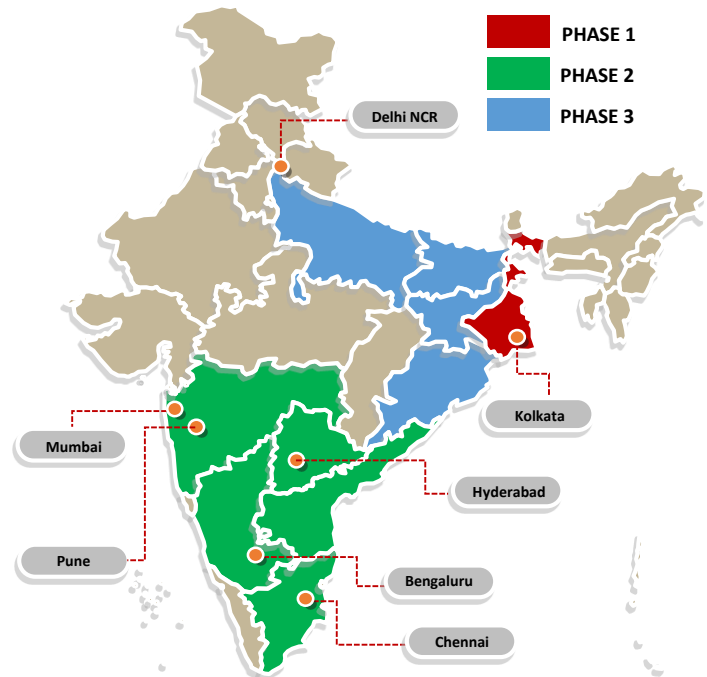 PHASE 1
PHASE 2
PHASE 3
Delhi NCR
Kolkata
Mumbai
Hyderabad
Pune
Bengaluru
Chennai